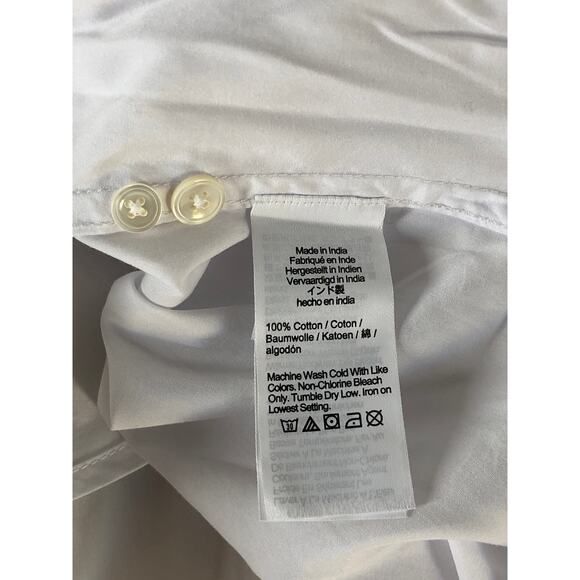 Made in India
Fabriqué en Inde
Hergestellt in Indien
Vervaardigd in India
インド製
hecho en india
100% Cotton / Coton /
Baumwolle / Katoen / 綿 /
algodón
Machine Wash Cold With Like
Colors. Non-Chlorine Bleach
Only. Tumble Dry Low. Iron on
Lowest Setting.
30